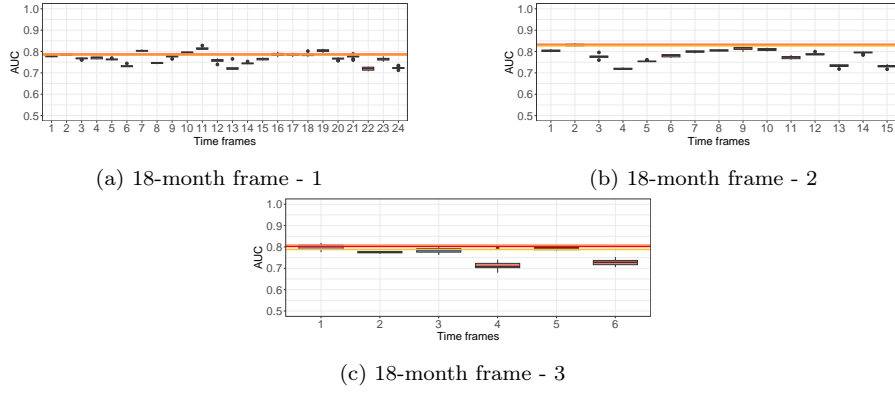 1.0
0.9
0.8
0.7
0.6
0.5
AUC
1 2 3 4 5 6 7 8 9 10 11 12 13 14 15 16 17 18 19 20 21 22 23 24
Time frames
(a) 18-month frame - 1
1.0
0.9
0.8
0.7
0.6
0.5
AUC
1 2 3 4 5 6 7 8 9 10 11 12 13 14 15
Time frames
(b) 18-month frame - 2
1.0
0.9
0.8
0.7
0.6
0.5
AUC
1 2 3 4 5 6
Time frames
(c) 18-month frame - 3